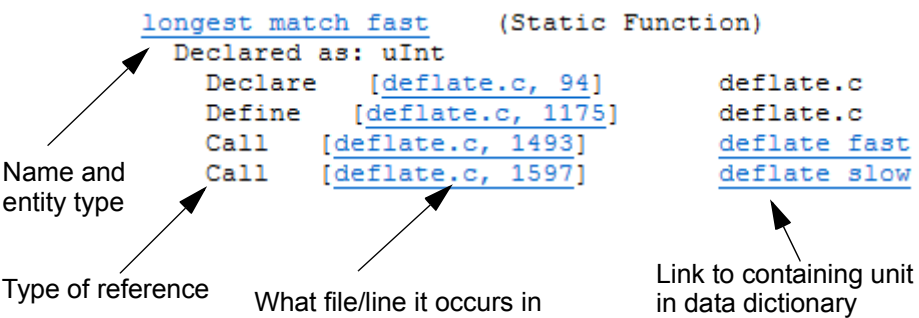 longest match fast (Static Function)
Declared as: uInt
Declare [deflate.c, 94] deflate.c
Define [deflate.c, 1175] deflate.c
Call [deflate.c, 1493] deflate fast
Call [deflate.c, 1597] deflate slow
Name and
entity type
Type of reference
What file/line it occurs in
Link to containing unit
in data dictionary